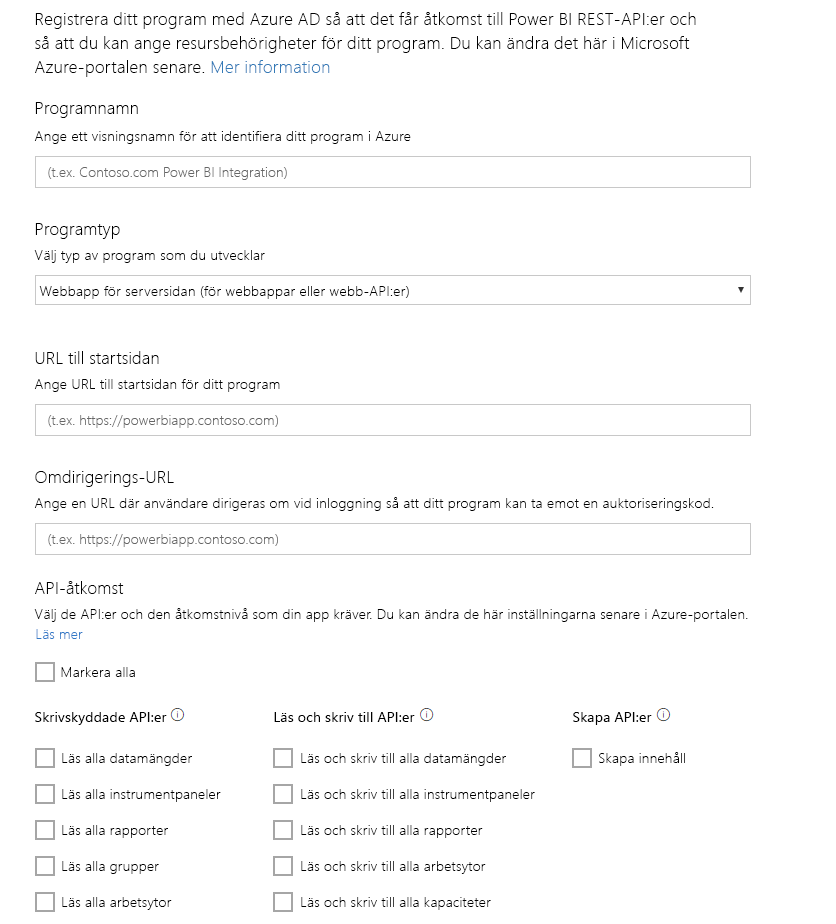 Registrera ditt program med Azure AD så att det får åtkomst till Power BI REST-API:er och
så att du kan ange resursbehörigheter för ditt program. Du kan ändra det här i Microsoft
Azure-portalen senare. Mer information
Programnamn
Ange ett visningsnamn för att identifiera ditt program i Azure
(t.ex. Contoso.com Power BI Integration)
Programtyp
Välj typ av program som du utvecklar
Webbapp för serversidan (för webbappar eller webb-API:er)
URL till startsidan
Ange URL till startsidan för ditt program
(t.ex. https://powerbiapp.contoso.com)
Omdirigerings-URL
Ange en URL där användare dirigeras om vid inloggning så att ditt program kan ta emot en auktoriseringskod.
(t.ex. https://powerbiapp.contoso.com)
API-åtkomst
Välj de API:er och den åtkomstnivå som din app kräver. Du kan ändra de här inställningarna senare i Azure-portalen.
Läs mer
Markera alla
Skrivskyddade API:er Läs och skriv till API:er Skapa API:er
Läs alla datamängder Läs och skriv till alla datamängder Skapa innehåll
Läs alla instrumentpaneler Läs och skriv till alla instrumentpaneler
Läs alla rapporter Läs och skriv till alla rapporter
Läs alla grupper Läs och skriv till alla arbetsytor
Läs alla arbetsytor Läs och skriv till alla kapaciteter